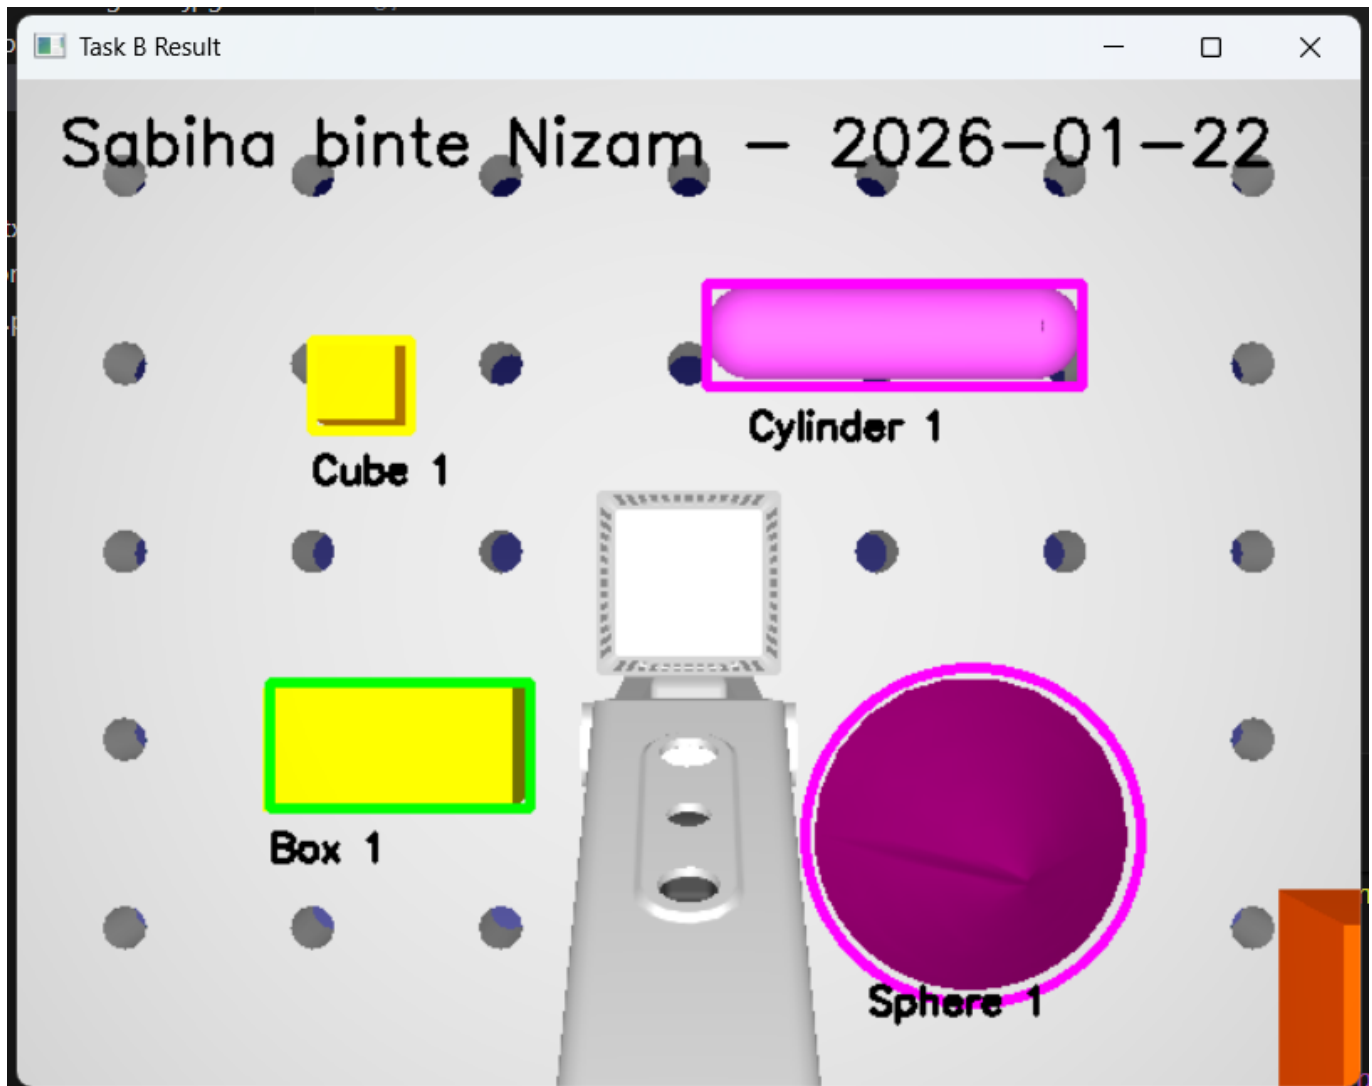 Task B Result
Sabiha binte Nizam - 2026-01-22
Cylinder 1
Cube 1
Box 1
Sphere 1